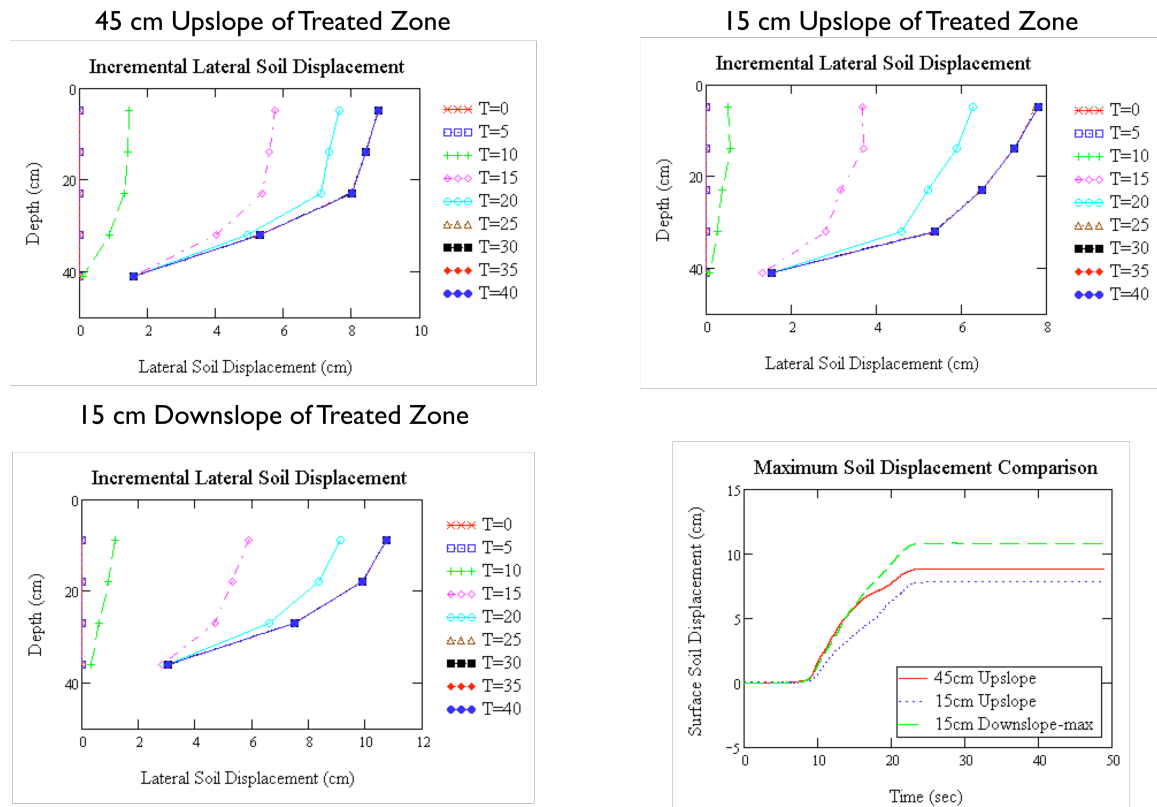 45 cm Upslope of Treated Zone
Incremental Lateral Soil Displacement
0
20
40
Depth (cm)
0 2 4 6 8 10
Lateral Soil Displacement (cm)
T=0
T=5
T=10
T=15
T=20
T=25
T=30
T=35
T=40
15 cm Upslope of Treated Zone
Incremental Lateral Soil Displacement
0
20
40
Depth (cm)
0 2 4 6 8
Lateral Soil Displacement (cm)
T=0
T=5
T=10
T=15
T=20
T=25
T=30
T=35
T=40
15 cm Downslope of Treated Zone
Incremental Lateral Soil Displacement
0
20
40
Depth (cm)
0 2 4 6 8 10 12
Lateral Soil Displacement (cm)
T=0
T=5
T=10
T=15
T=20
T=25
T=30
T=35
T=40
Maximum Soil Displacement Comparison
15
10
5
0
−5
Surface Soil Displacement (cm)
45cm Upslope
15cm Upslope
15cm Downslope-max
0 10 20 30 40 50
Time (sec)